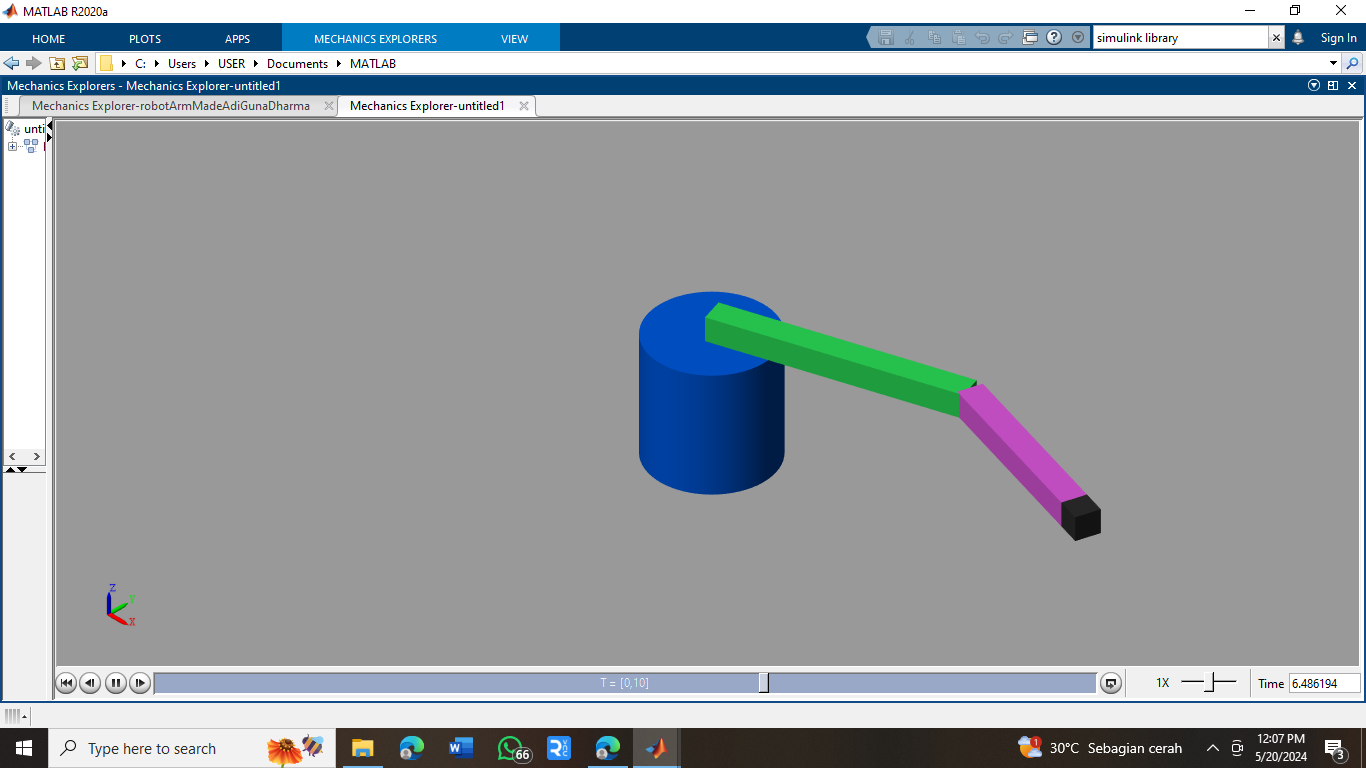 MATLAB R2020a
HOME PLOTS APPS MECHANICS EXPLORERS VIEW simulink library Sign In
C: Users USER Documents MATLAB
Mechanics Explorers - Mechanics Explorer-untitled1
Mechanics Explorer-robotArmMadeAdiGunaDharma Mechanics Explorer-untitled1
unti
Z
Y
X
T = [0,10] 1X Time 6.486194
Type here to search 66 30°C Sebagian cerah 12:07 PM
5/20/2024 3